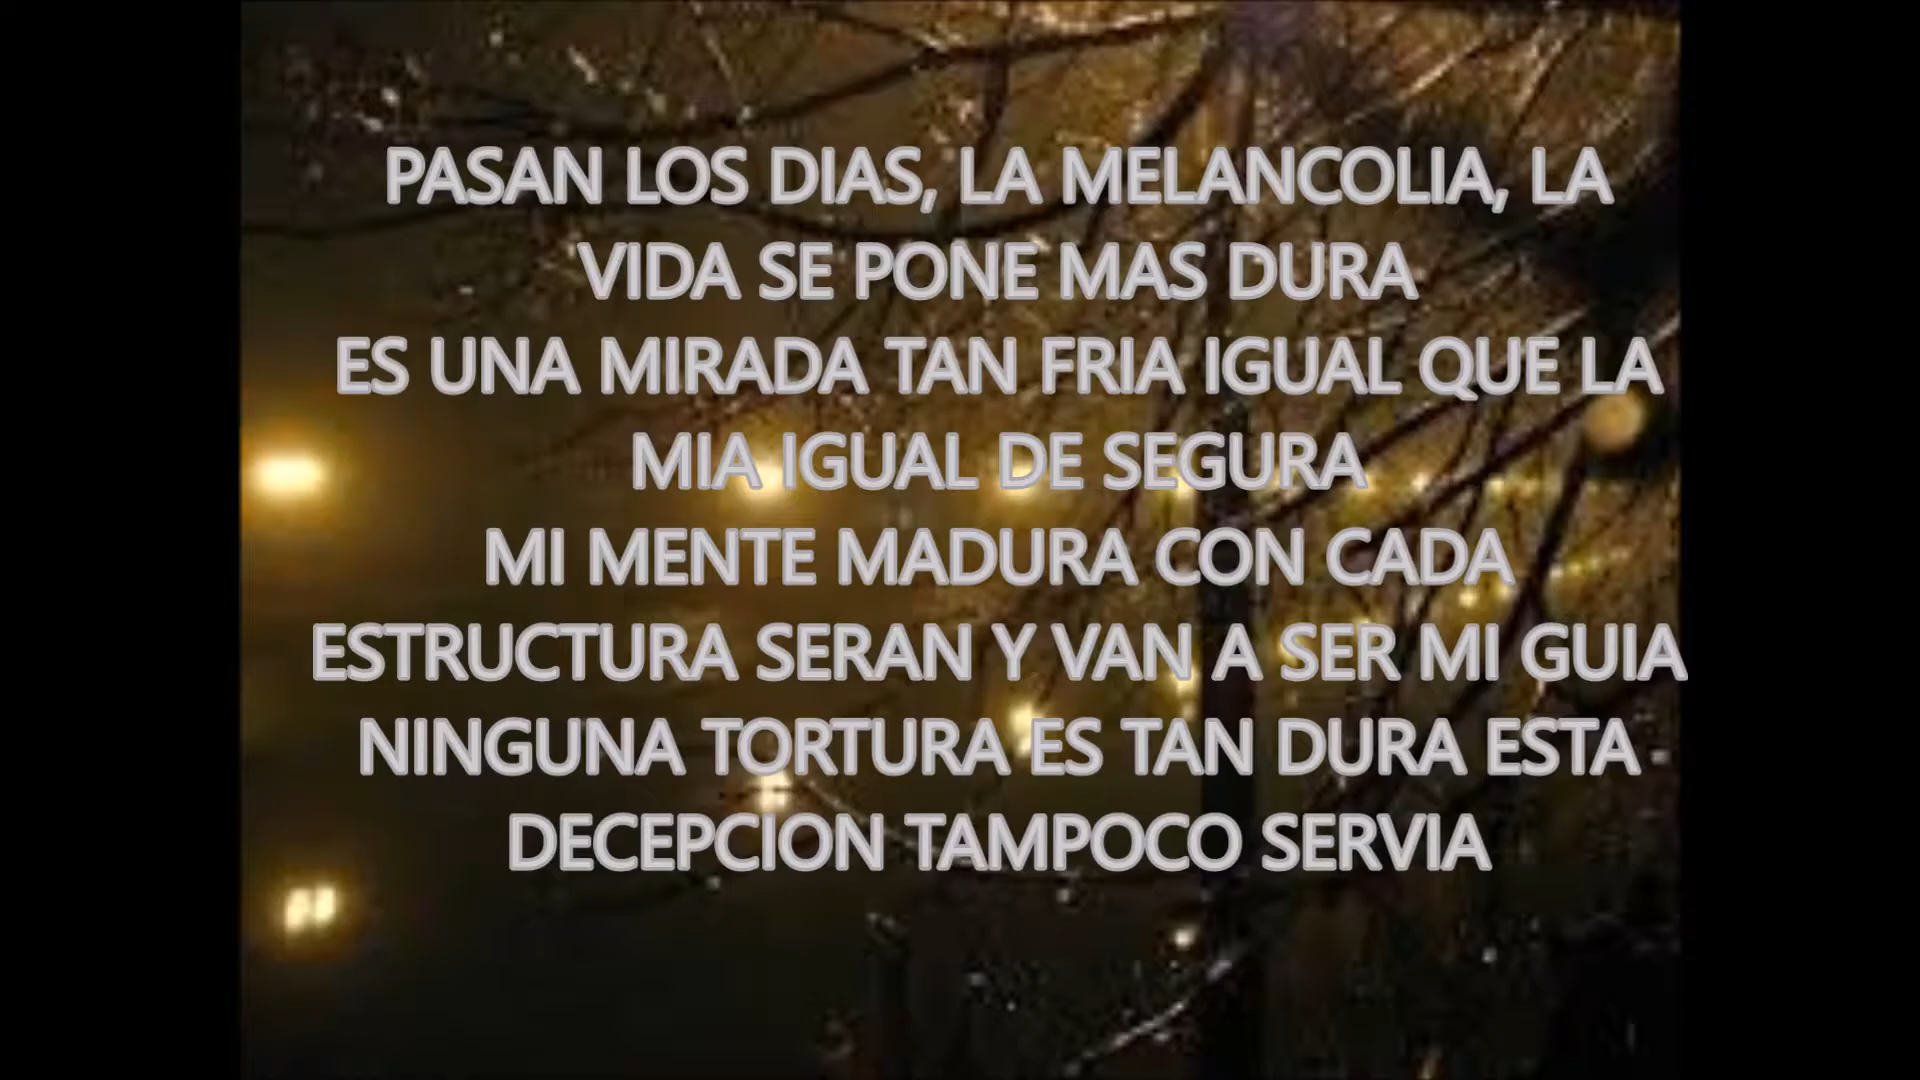 PASAN LOS DIAS, LA MELANCOLIA, LA
VIDA SE PONE MAS DURA
ES UNA MIRADA TAN FRIA IGUAL QUE LA
MIA IGUAL DE SEGURA
MI MENTE MADURA CON CADA
ESTRUCTURA SERAN Y VAN A SER MI GUIA
NINGUNA TORTURA ES TAN DURA ESTA
DECEPCION TAMPOCO SERVIA